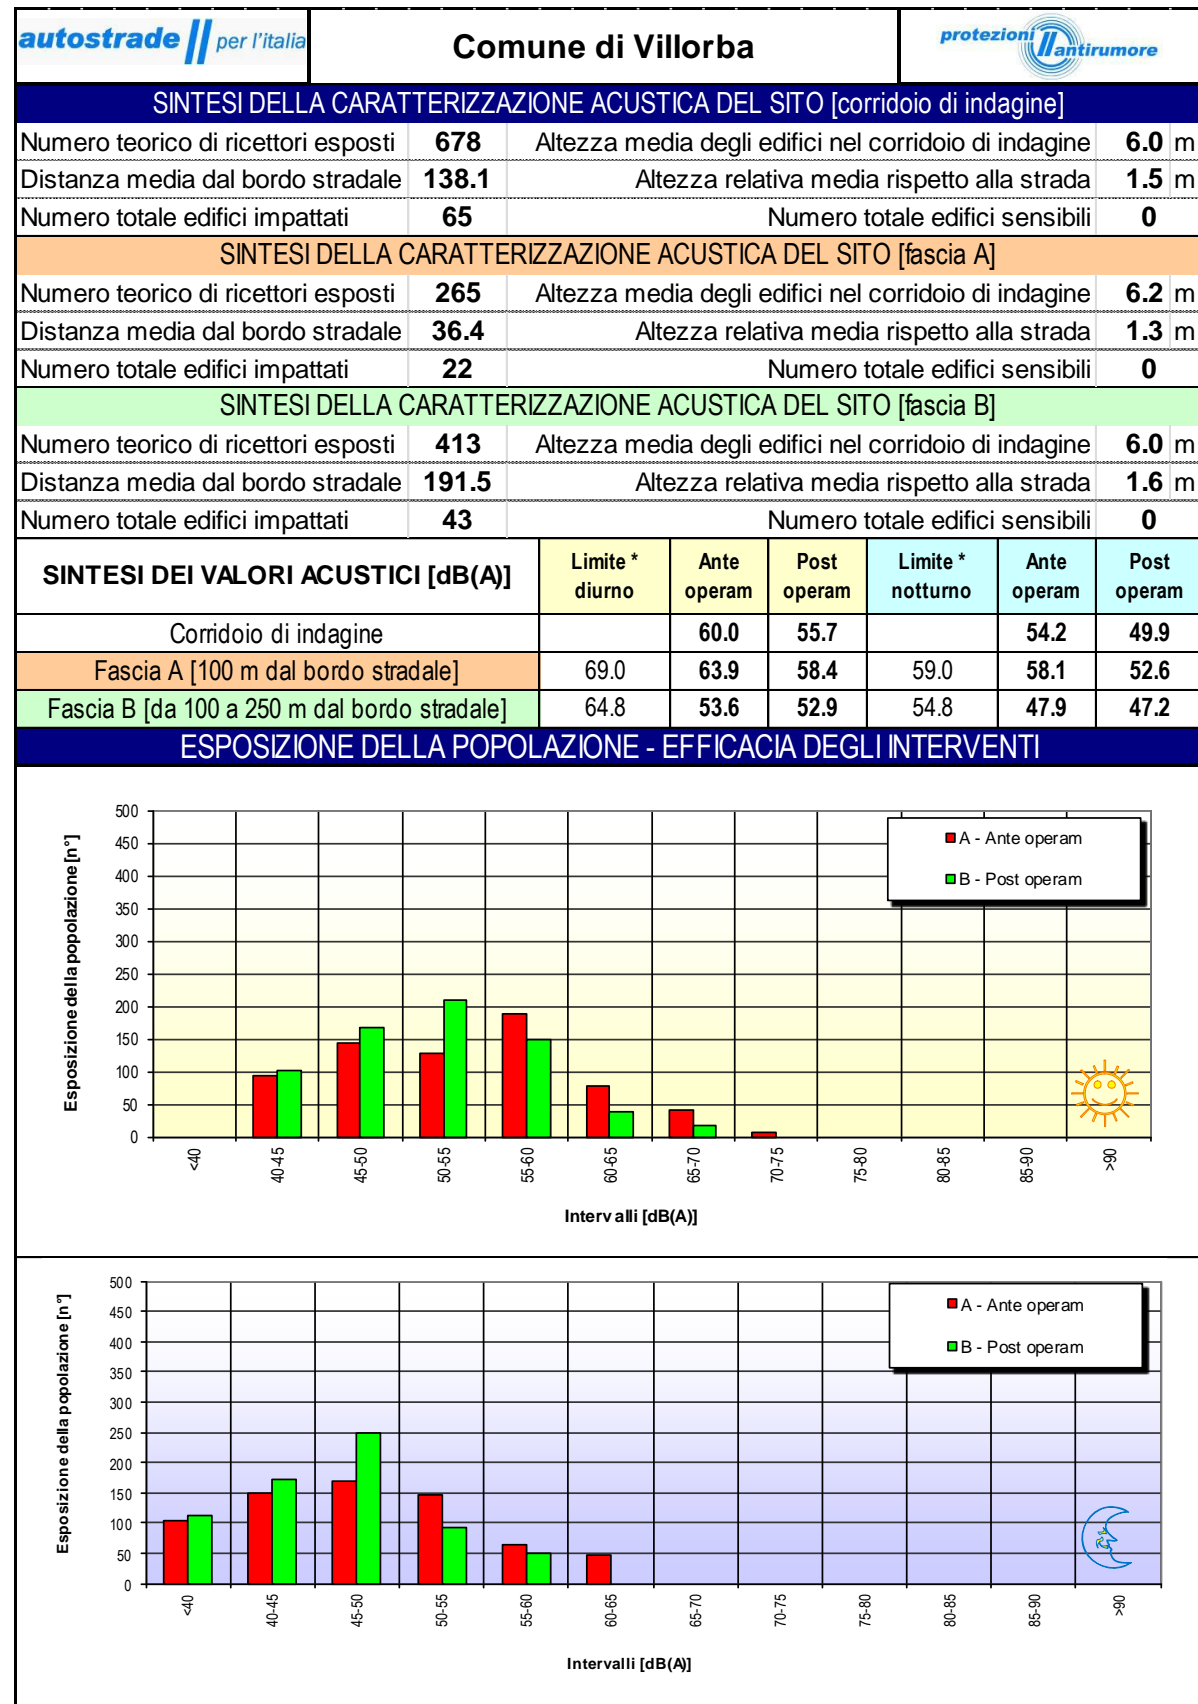 autostrade // per l'italia
Comune di Villorba
protezioni antirumore
SINTESI DELLA CARATTERIZZAZIONE ACUSTICA DEL SITO [corridoio di indagine]
Numero teorico di ricettori esposti 678 Altezza media degli edifici nel corridoio di indagine 6.0 m
Distanza media dal bordo stradale 138.1 Altezza relativa media rispetto alla strada 1.5 m
Numero totale edifici impattati 65 Numero totale edifici sensibili 0
SINTESI DELLA CARATTERIZZAZIONE ACUSTICA DEL SITO [fascia A]
Numero teorico di ricettori esposti 265 Altezza media degli edifici nel corridoio di indagine 6.2 m
Distanza media dal bordo stradale 36.4 Altezza relativa media rispetto alla strada 1.3 m
Numero totale edifici impattati 22 Numero totale edifici sensibili 0
SINTESI DELLA CARATTERIZZAZIONE ACUSTICA DEL SITO [fascia B]
Numero teorico di ricettori esposti 413 Altezza media degli edifici nel corridoio di indagine 6.0 m
Distanza media dal bordo stradale 191.5 Altezza relativa media rispetto alla strada 1.6 m
Numero totale edifici impattati 43 Numero totale edifici sensibili 0
SINTESI DEI VALORI ACUSTICI [dB(A)] Limite * diurno Ante operam Post operam Limite * notturno Ante operam Post operam
Corridoio di indagine 60.0 55.7 54.2 49.9
Fascia A [100 m dal bordo stradale] 69.0 63.9 58.4 59.0 58.1 52.6
Fascia B [da 100 a 250 m dal bordo stradale] 64.8 53.6 52.9 54.8 47.9 47.2
ESPOSIZIONE DELLA POPOLAZIONE - EFFICACIA DEGLI INTERVENTI
Esposizione della popolazione [n°]
500
450
400
350
300
250
200
150
100
50
0
A - Ante operam
B - Post operam
<40 40-45 45-50 50-55 55-60 60-65 65-70 70-75 75-80 80-85 85-90 >90
Intervalli [dB(A)]
Esposizione della popolazione [n°]
500
450
400
350
300
250
200
150
100
50
0
A - Ante operam
B - Post operam
<40 40-45 45-50 50-55 55-60 60-65 65-70 70-75 75-80 80-85 85-90 >90
Intervalli [dB(A)]